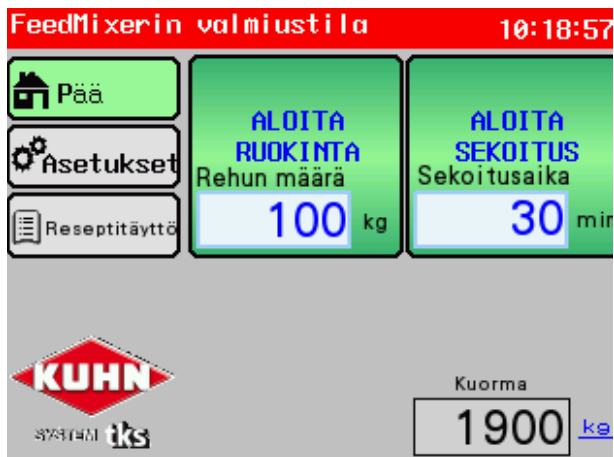 FeedMixerin valmiustila 10:18:57
Pää
Asetukset
Reseptitäyttö
ALOITA
RUOKINTA
Rehun määrä
100 kg
ALOITA
SEKOITUS
Sekoitusaika
30 min
KUHN
SYSTEM tks
Kuorma
1900 kg